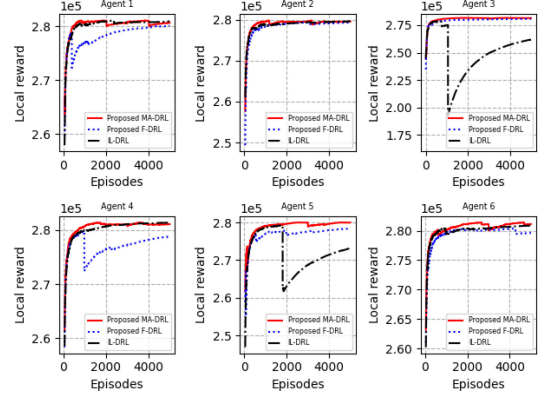 Agent 1
1e5
Local reward
2.8
2.7
2.6
Proposed MA-DRL
Proposed F-DRL
IL-DRL
0 2000 4000
Episodes
Agent 2
1e5
Local reward
2.8
2.7
2.6
2.5
Proposed MA-DRL
Proposed F-DRL
IL-DRL
0 2000 4000
Episodes
Agent 3
1e5
Local reward
2.75
2.50
2.25
2.00
1.75
Proposed MA-DRL
Proposed F-DRL
IL-DRL
0 2000 4000
Episodes
Agent 4
1e5
Local reward
2.8
2.7
2.6
Proposed MA-DRL
Proposed F-DRL
IL-DRL
0 2000 4000
Episodes
Agent 5
1e5
Local reward
2.8
2.7
2.6
2.5
Proposed MA-DRL
Proposed F-DRL
IL-DRL
0 2000 4000
Episodes
Agent 6
1e5
Local reward
2.80
2.75
2.70
2.65
2.60
Proposed MA-DRL
Proposed F-DRL
IL-DRL
0 2000 4000
Episodes